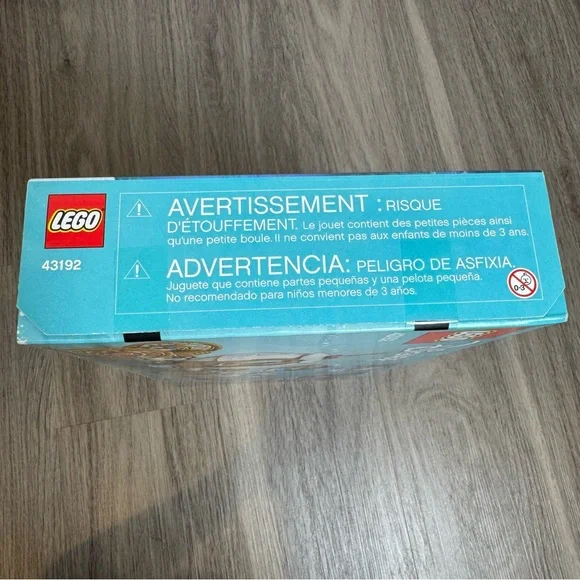 LEGO
43192
AVERTISSEMENT : RISQUE
D'ÉTOUFFEMENT. Le jouet contient des petites pièces ainsi
qu'une petite boule. Il ne convient pas aux enfants de moins de 3 ans.
ADVERTENCIA: PELIGRO DE ASFIXIA.
Juguete que contiene partes pequeñas y una pelota pequeña.
No recomendado para niños menores de 3 años.
0-3